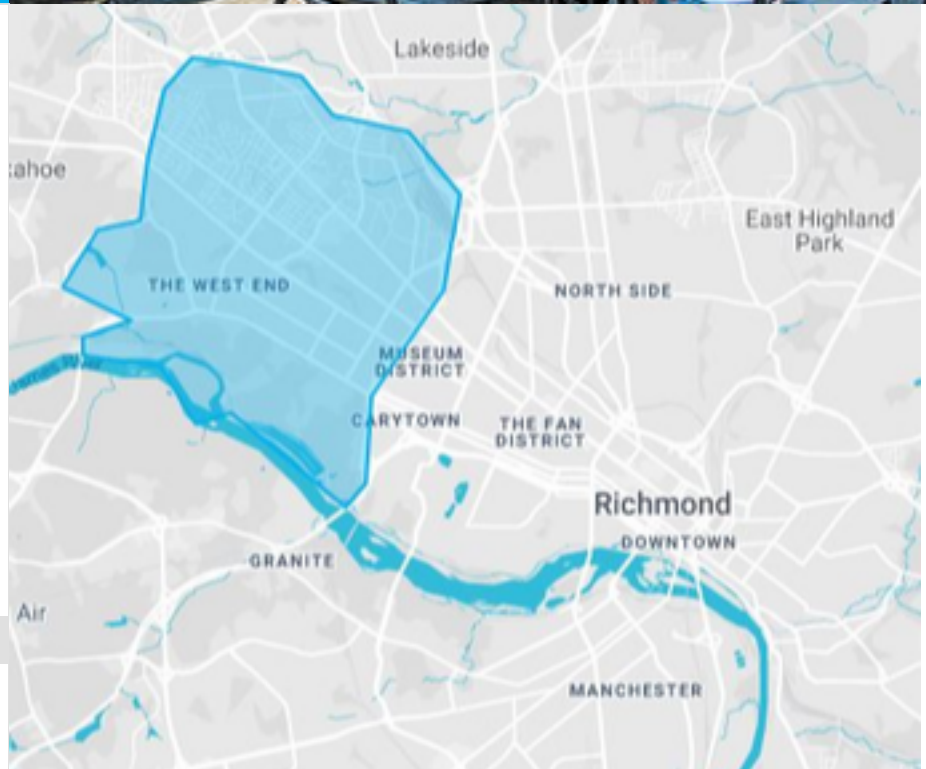 Lakeside
ahoe
East Highland
Park
THE WEST END
NORTH SIDE
MUSEUM
DISTRICT
River
CARYTOWN
THE FAN
DISTRICT
Richmond
DOWNTOWN
GRANITE
Air
MANCHESTER